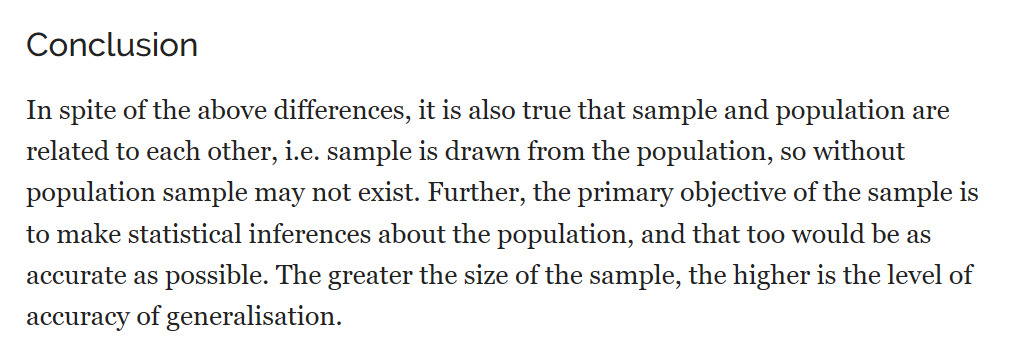 Conclusion
In spite of the above differences, it is also true that sample and population are
related to each other, i.e. sample is drawn from the population, so without
population sample may not exist. Further, the primary objective of the sample is
to make statistical inferences about the population, and that too would be as
accurate as possible. The greater the size of the sample, the higher is the level of
accuracy of generalisation.